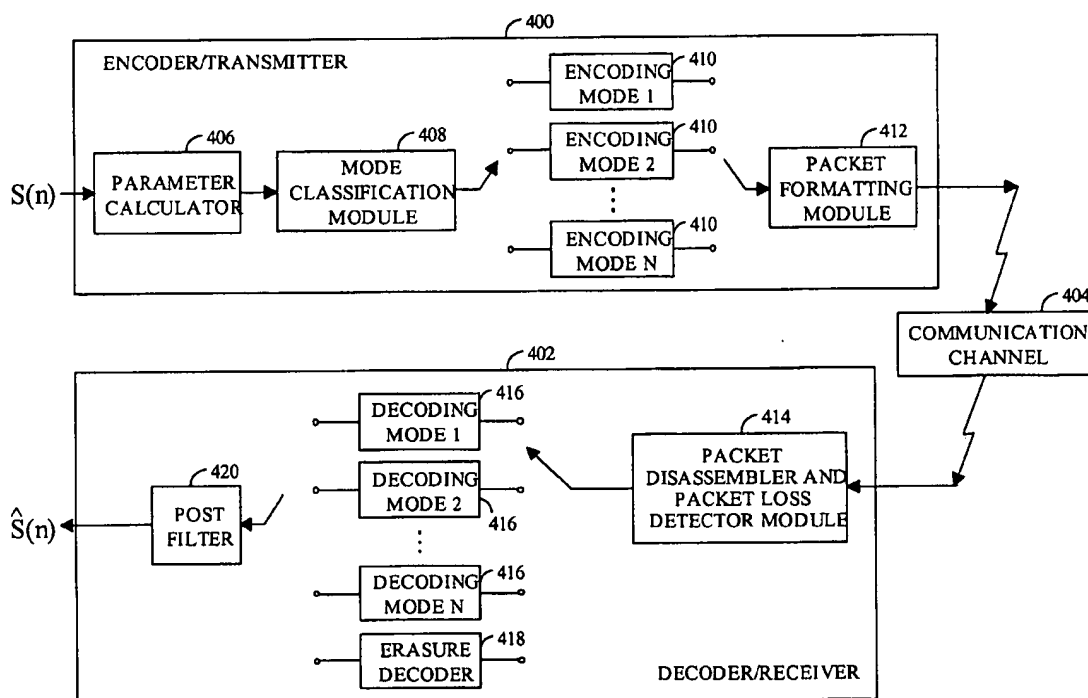 400
ENCODER/TRANSMITTER
410
ENCODING
MODE 1
406
408
410
412
S(n)
PARAMETER
CALCULATOR
MODE
CLASSIFICATION
MODULE
ENCODING
MODE 2
PACKET
FORMATTING
MODULE
410
ENCODING
MODE N
404
COMMUNICATION
CHANNEL
402
416
DECODING
MODE 1
414
PACKET
DISASSEMBLER AND
PACKET LOSS
DETECTOR MODULE
420
DECODING
MODE 2
416
Ŝ(n)
POST
FILTER
416
DECODING
MODE N
418
ERASURE
DECODER
DECODER/RECEIVER